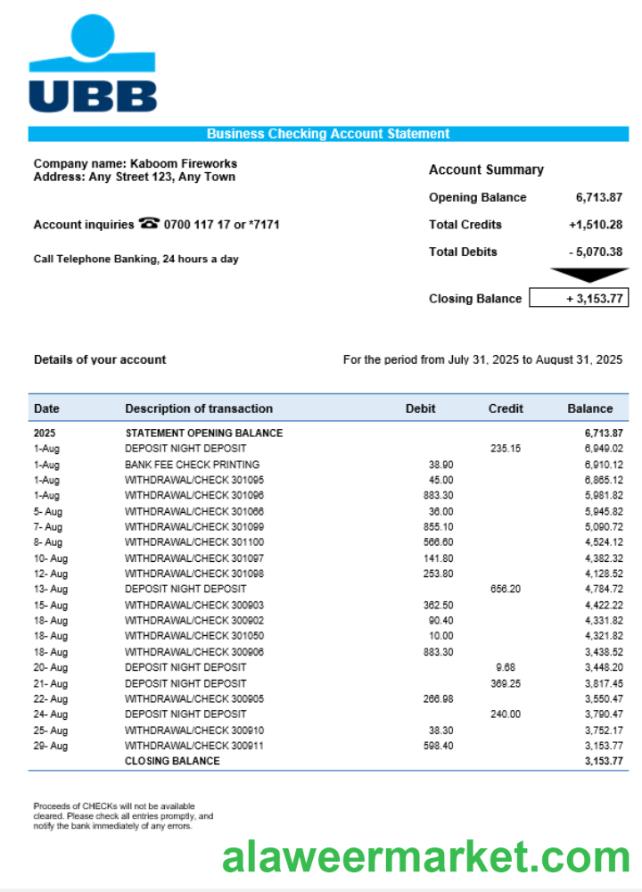 UBB
Business Checking Account Statement
Company name: Kaboom Fireworks
Address: Any Street 123, Any Town
Account inquiries ☎ 0700 117 17 or *7171
Call Telephone Banking, 24 hours a day
Account Summary
Opening Balance 6,713.87
Total Credits +1,510.28
Total Debits - 5,070.38
Closing Balance + 3,153.77
Details of your account For the period from July 31, 2025 to August 31, 2025
Date Description of transaction Debit Credit Balance
2025 STATEMENT OPENING BALANCE 6,713.87
1-Aug DEPOSIT NIGHT DEPOSIT 235.15 6,949.02
1-Aug BANK FEE CHECK PRINTING 38.90 6,910.12
1-Aug WITHDRAWAL/CHECK 301095 45.00 6,865.12
1-Aug WITHDRAWAL/CHECK 301096 883.30 5,981.82
5- Aug WITHDRAWAL/CHECK 301066 36.00 5,945.82
7- Aug WITHDRAWAL/CHECK 301099 855.10 5,090.72
8- Aug WITHDRAWAL/CHECK 301100 566.60 4,524.12
10- Aug WITHDRAWAL/CHECK 301097 141.80 4,382.32
12- Aug WITHDRAWAL/CHECK 301098 253.80 4,128.52
13- Aug DEPOSIT NIGHT DEPOSIT 656.20 4,784.72
15- Aug WITHDRAWAL/CHECK 300903 362.50 4,422.22
18- Aug WITHDRAWAL/CHECK 300902 90.40 4,331.82
18- Aug WITHDRAWAL/CHECK 301050 10.00 4,321.82
18- Aug WITHDRAWAL/CHECK 300906 883.30 3,438.52
20- Aug DEPOSIT NIGHT DEPOSIT 9.68 3,448.20
21- Aug DEPOSIT NIGHT DEPOSIT 369.25 3,817.45
22- Aug WITHDRAWAL/CHECK 300905 266.98 3,550.47
24- Aug DEPOSIT NIGHT DEPOSIT 240.00 3,790.47
25- Aug WITHDRAWAL/CHECK 300910 38.30 3,752.17
29- Aug WITHDRAWAL/CHECK 300911 598.40 3,153.77
CLOSING BALANCE 3,153.77
Proceeds of CHECKs will not be available
cleared. Please check all entries promptly, and
notify the bank immediately of any errors.
alaweermarket.com